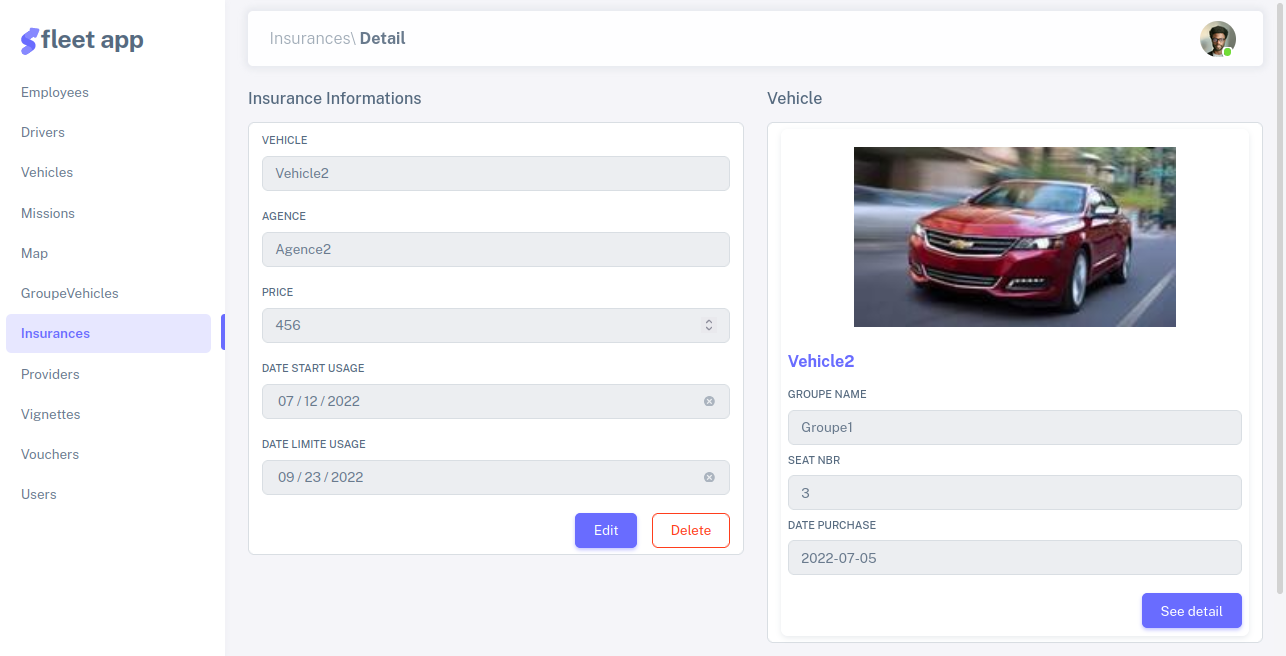 fleet app
Employees
Drivers
Vehicles
Missions
Map
GroupeVehicles
Insurances
Providers
Vignettes
Vouchers
Users
Insurances\ Detail
Insurance Informations
VEHICLE
Vehicle2
AGENCE
Agence2
PRICE
456
DATE START USAGE
07 / 12 / 2022
DATE LIMITE USAGE
09 / 23 / 2022
Edit
Delete
Vehicle
Vehicle2
GROUPE NAME
Groupe1
SEAT NBR
3
DATE PURCHASE
2022-07-05
See detail